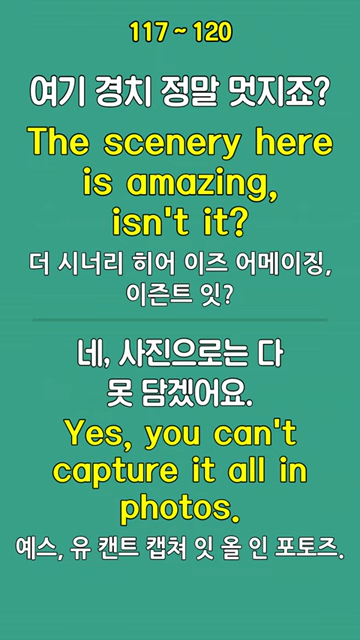 117 ~ 120
여기 경치 정말 멋지죠?
The scenery here
is amazing,
isn't it?
더 시너리 히어 이즈 어메이징,
이즌트 잇?
네, 사진으로는 다
못 담겠어요.
Yes, you can't
capture it all in
photos.
예스, 유 캔트 캡쳐 잇 올 인 포토즈.